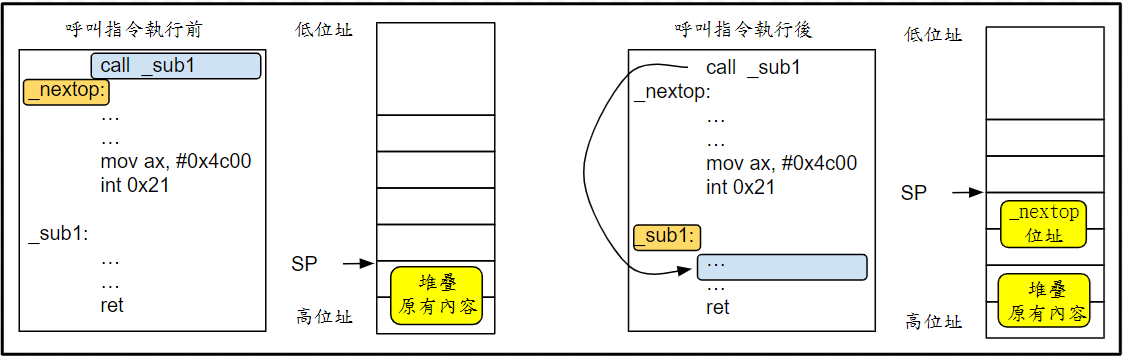 呼叫指令執行前
call _sub1
_nextop:
...
...
mov ax, #0x4c00
int 0x21
_sub1:
...
...
ret
低位址
SP
高位址
堆疊
原有內容
呼叫指令執行後
call _sub1
_nextop:
...
...
mov ax, #0x4c00
int 0x21
_sub1:
...
...
ret
低位址
SP
高位址
_nextop
位址
堆疊
原有內容